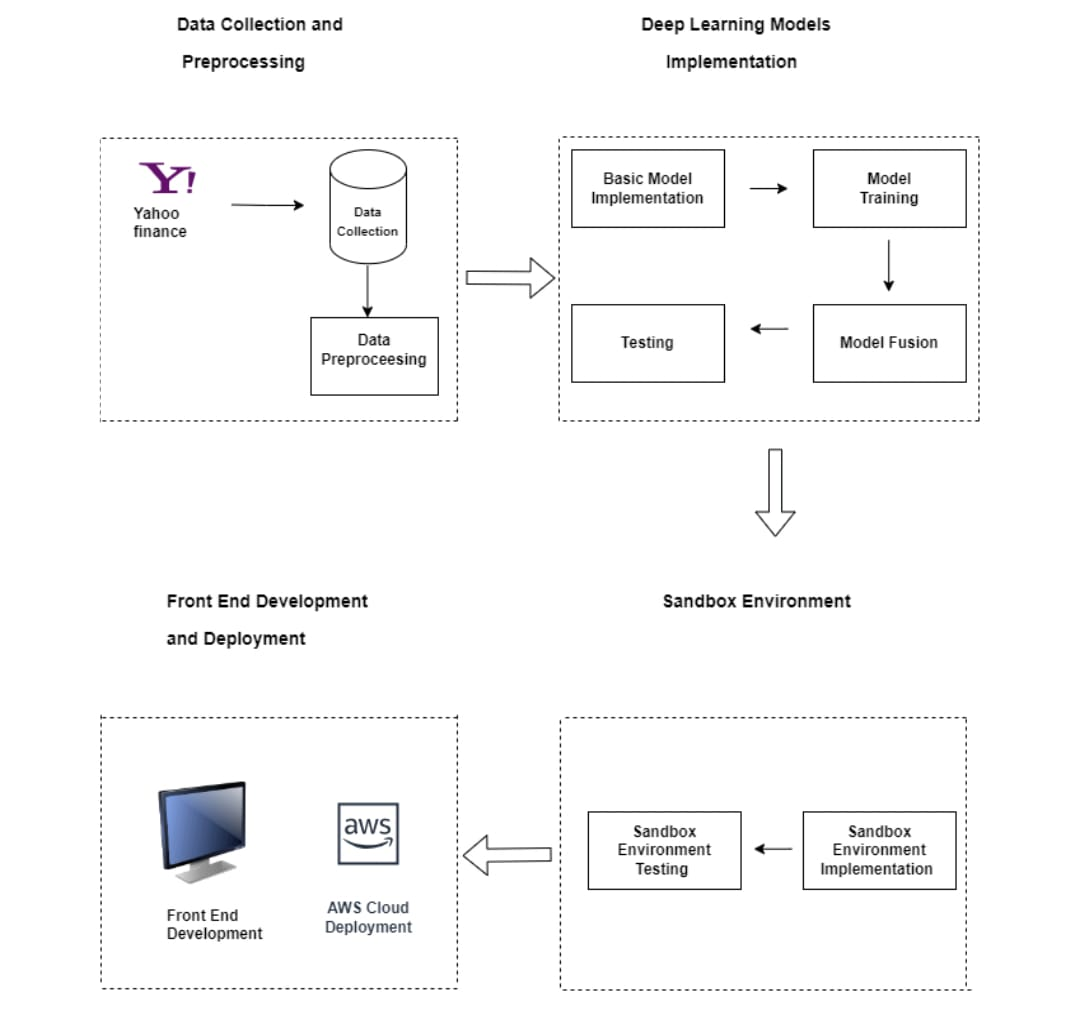 Data Collection and
Preprocessing
Deep Learning Models
Implementation
Y!
Yahoo
finance
Data
Collection
Data
Preproceesing
Basic Model
Implementation
Model
Training
Testing
Model Fusion
Front End Development
and Deployment
Sandbox Environment
Front End
Development
aws
AWS Cloud
Deployment
Sandbox
Environment
Testing
Sandbox
Environment
Implementation